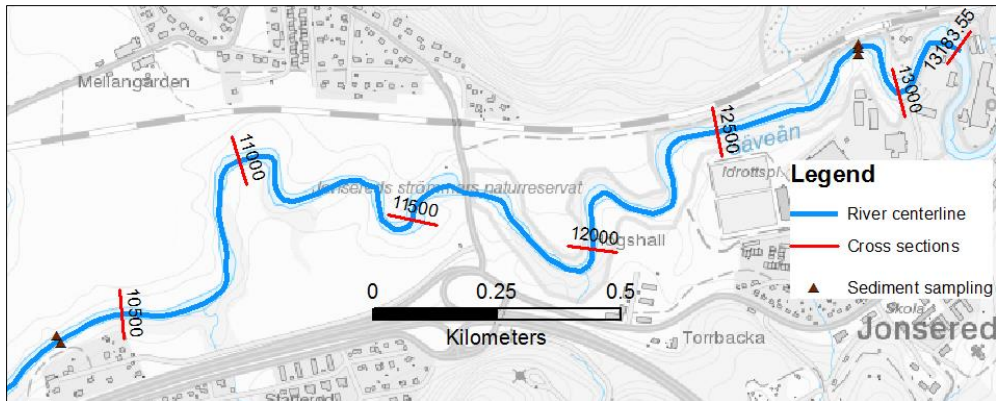 Mellangården
13183.55
13000
12500
Säveån
11000
Idrottspl.
Legend
River centerline
Cross sections
Sediment sampling
Jonsereds strömmars naturreservat
11500
12000
10500
0
0.25
0.5
Kilometers
Torrbacka
Skola
Jonsered